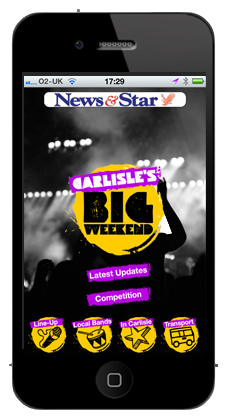 O2-UK 17:29
News & Star
CARLISLE'S
BIG
WEEKEND
Latest Updates
Competition
Line-Up Local Bands In Carlisle Transport